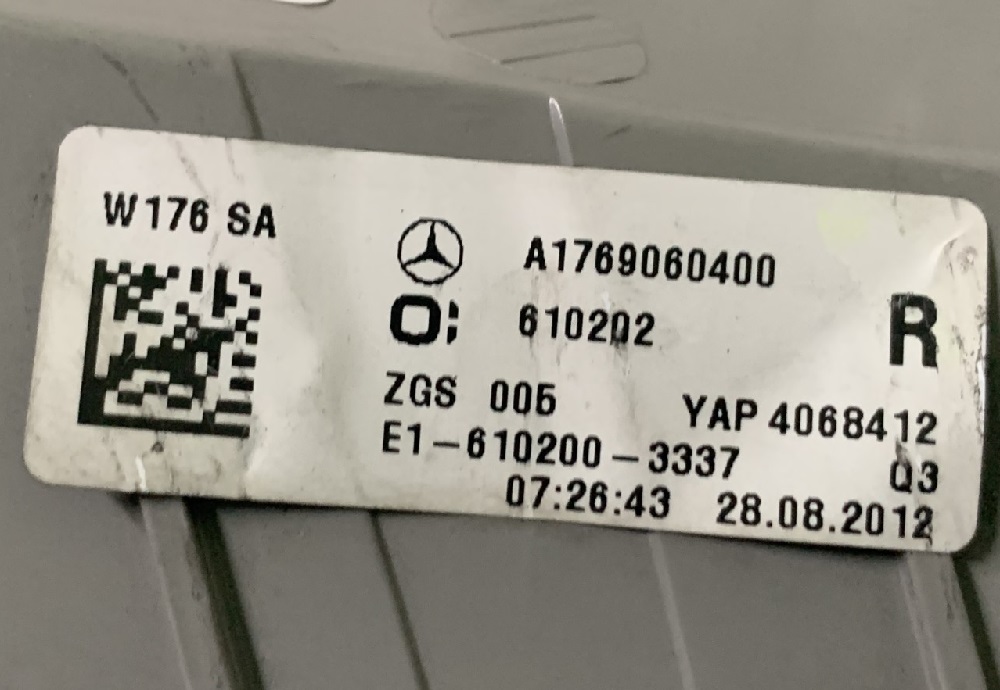 W176 SA
A1769060400
O; 610202
R
ZGS 005 YAP 4068412
E1-610200-3337 Q3
07:26:43 28.08.2012